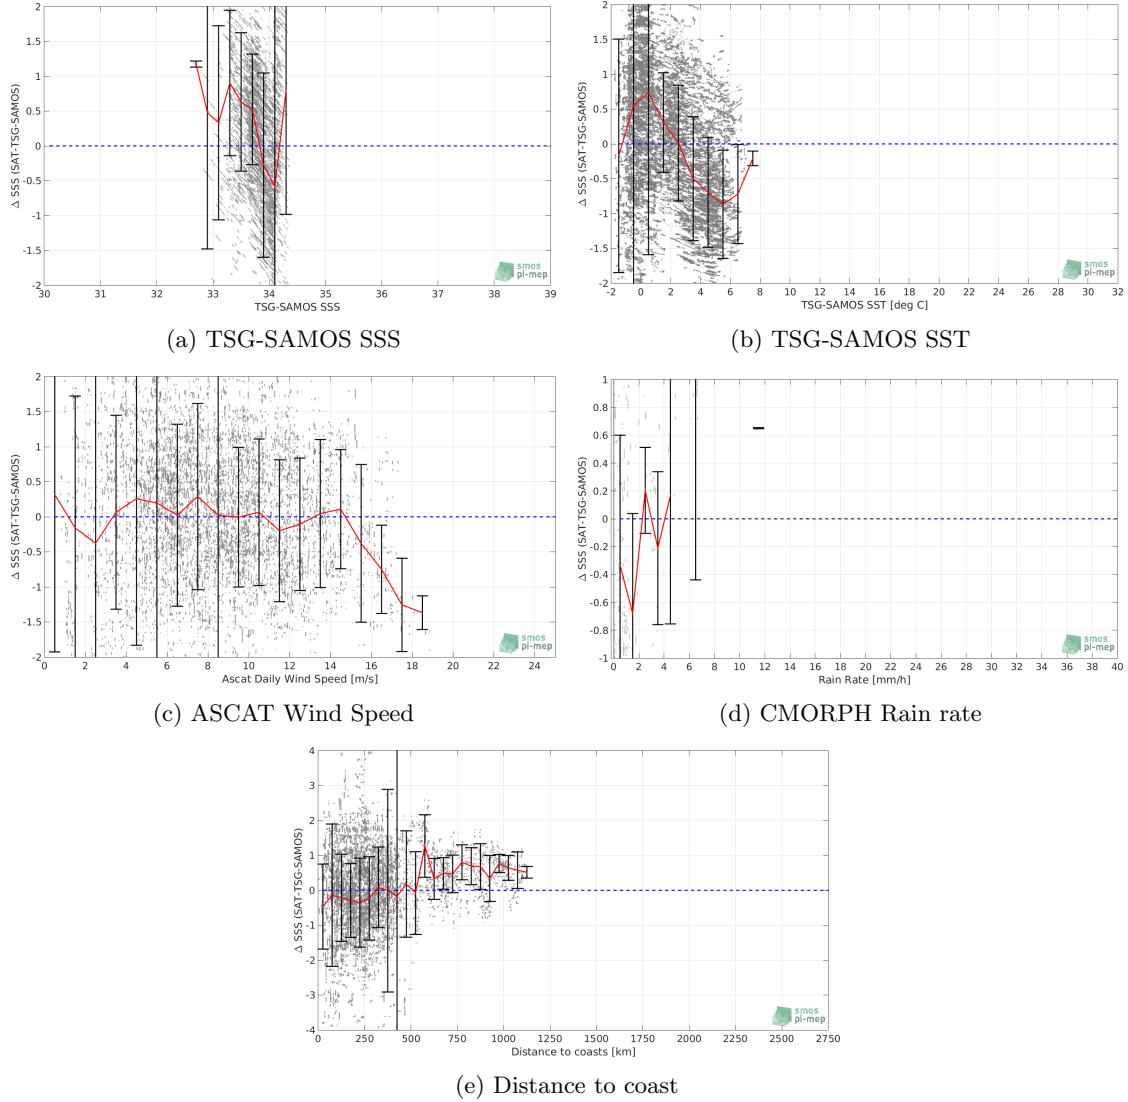 2
1.5
1
0.5
0
-0.5
-1
-1.5
-2
Δ SSS (SAT-TSG-SAMOS)
30 31 32 33 34 35 36 37 38 39
TSG-SAMOS SSS
smos
pi-mep
(a) TSG-SAMOS SSS
2
1.5
1
0.5
0
-0.5
-1
-1.5
-2
Δ SSS (SAT-TSG-SAMOS)
-2 0 2 4 6 8 10 12 14 16 18 20 22 24 26 28 30 32
TSG-SAMOS SST [deg C]
smos
pi-mep
(b) TSG-SAMOS SST
2
1.5
1
0.5
0
-0.5
-1
-1.5
-2
Δ SSS (SAT-TSG-SAMOS)
0 2 4 6 8 10 12 14 16 18 20 22 24
Ascat Daily Wind Speed [m/s]
smos
pi-mep
(c) ASCAT Wind Speed
1
0.8
0.6
0.4
0.2
0
-0.2
-0.4
-0.6
-0.8
-1
Δ SSS (SAT-TSG-SAMOS)
0 2 4 6 8 10 12 14 16 18 20 22 24 26 28 30 32 34 36 38 40
Rain Rate [mm/h]
smos
pi-mep
(d) CMORPH Rain rate
4
3
2
1
0
-1
-2
-3
-4
Δ SSS (SAT-TSG-SAMOS)
0 250 500 750 1000 1250 1500 1750 2000 2250 2500 2750
Distance to coasts [km]
smos
pi-mep
(e) Distance to coast